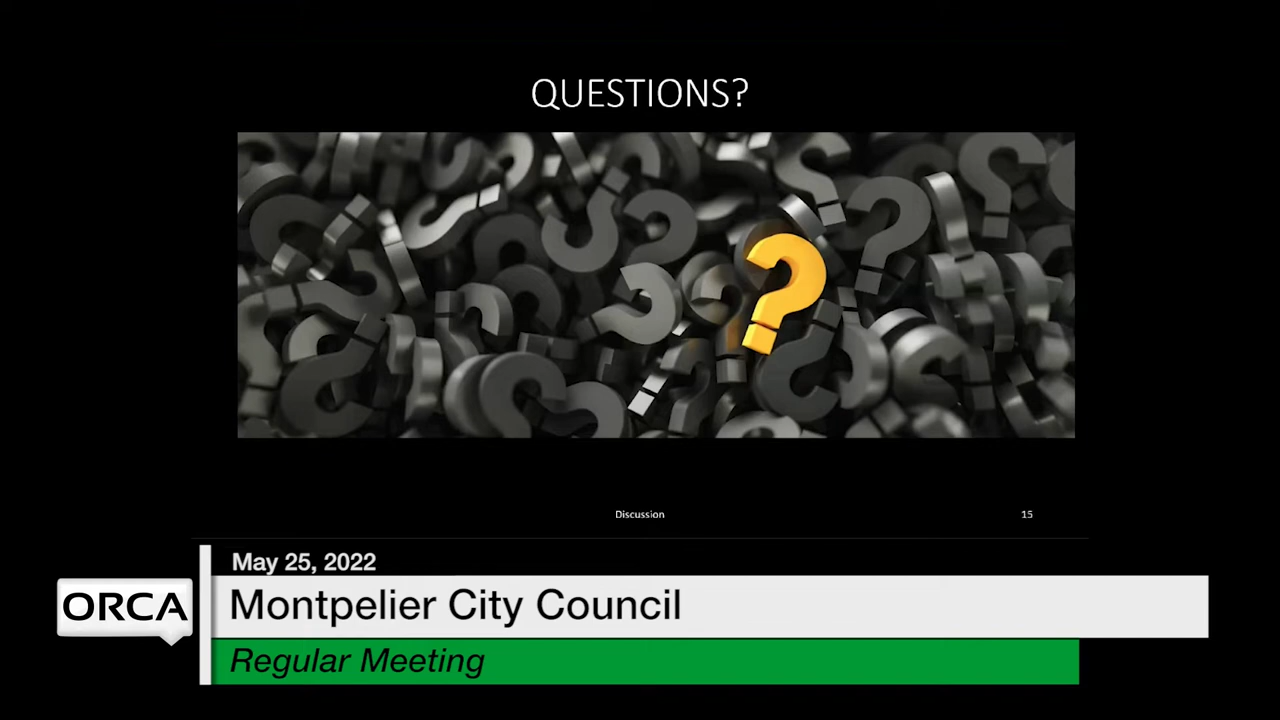 QUESTIONS?
Discussion
15
May 25, 2022
ORCA
Montpelier City Council
Regular Meeting